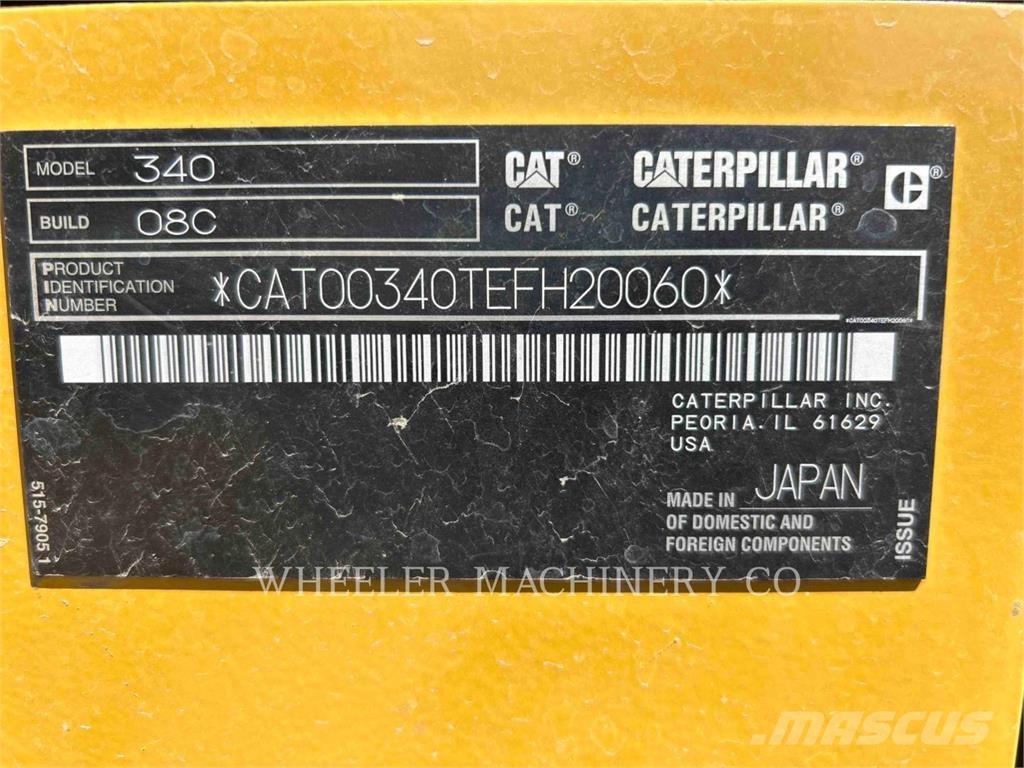 MODEL 340
CAT® CATERPILLAR®
BUILD 08C
CAT® CATERPILLAR®
C®
PRODUCT
IDENTIFICATION
NUMBER
*CAT00340TEFH20060*
*CAT00340TEFH20060*
CATERPILLAR INC.
PEORIA, IL 61629
USA
MADE IN JAPAN
OF DOMESTIC AND
FOREIGN COMPONENTS
515-7905 1
ISSUE
WHEELER MACHINERY CO.
MASCUS